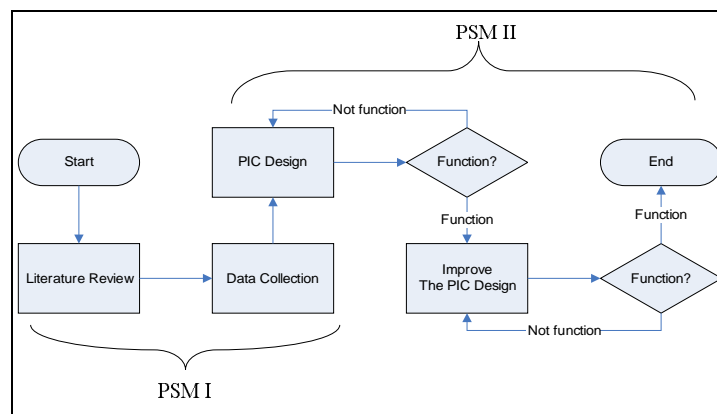 PSM II
Not function
Start
PIC Design
Function?
End
Function
Function
Literature Review
Data Collection
Improve
The PIC Design
Function?
Not function
PSM I